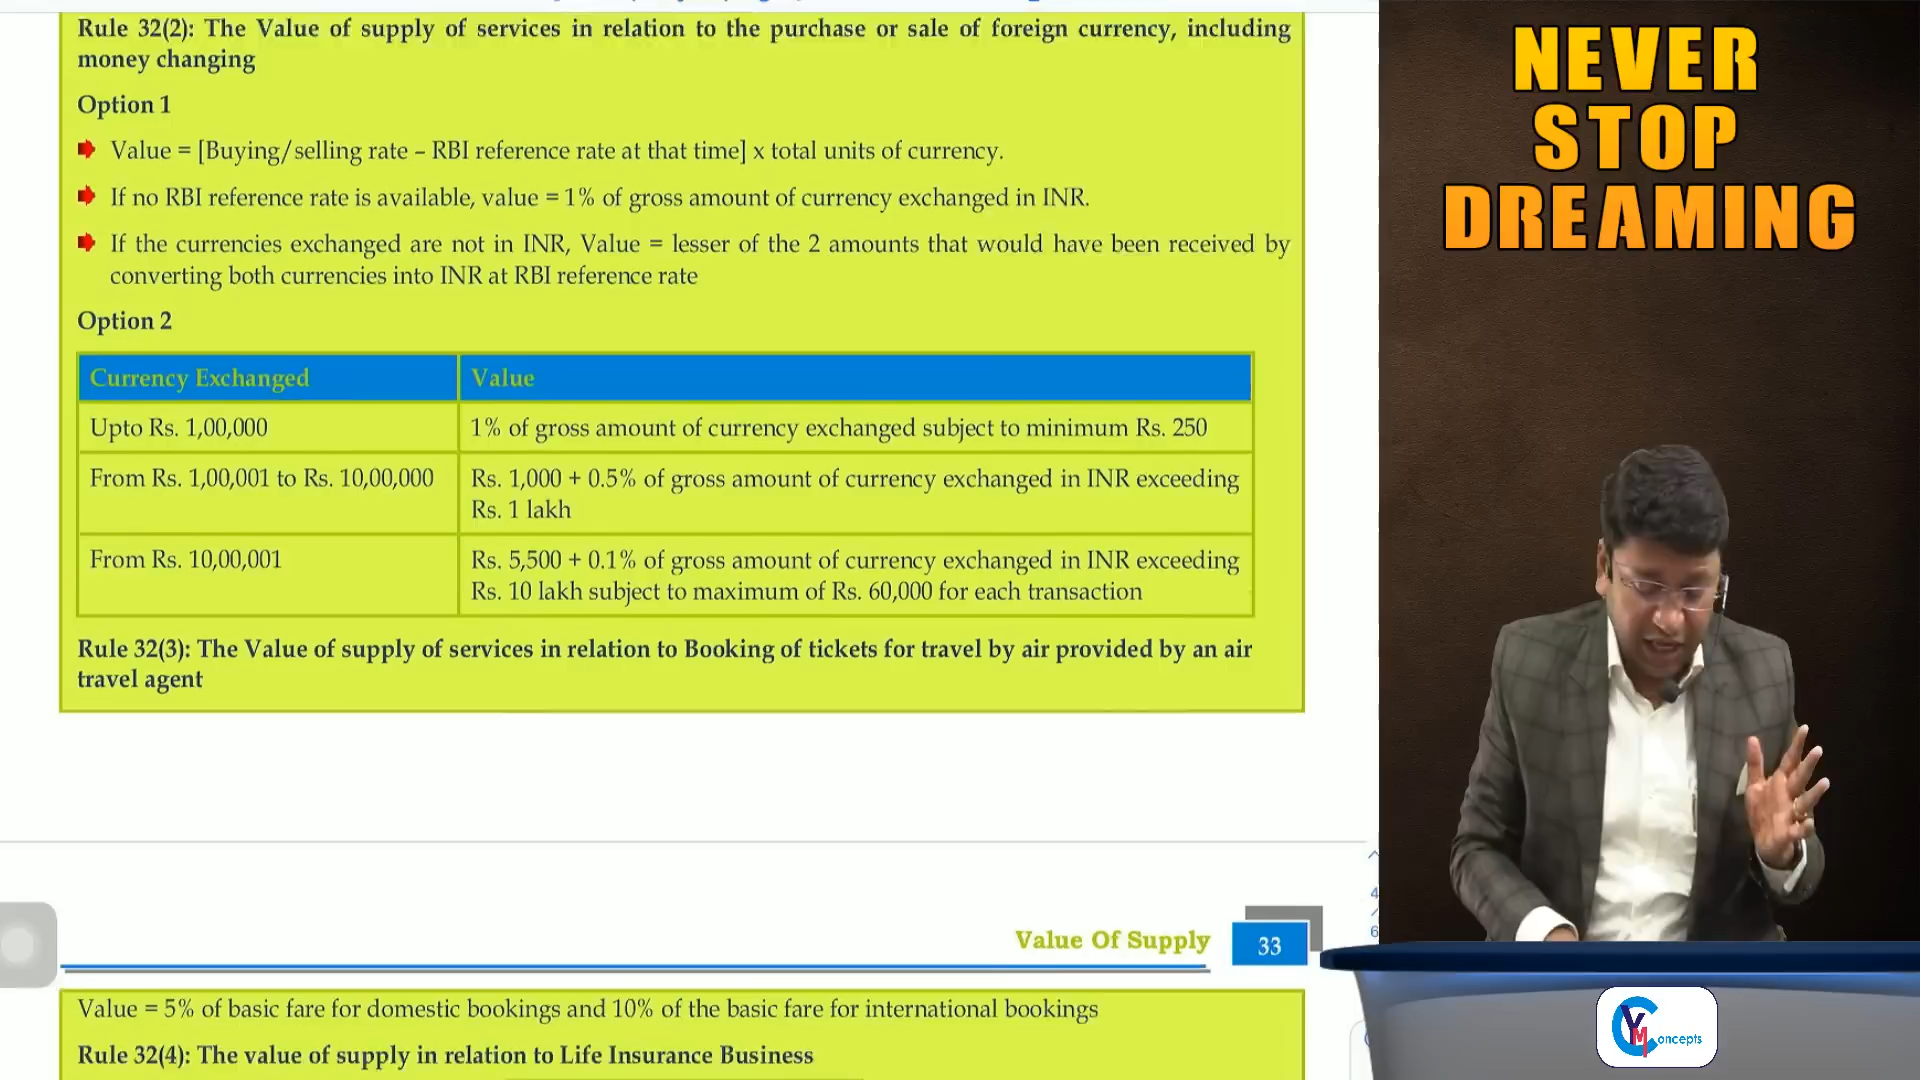 Rule 32(2): The Value of supply of services in relation to the purchase or sale of foreign currency, including
money changing
Option 1
Value = [Buying/selling rate – RBI reference rate at that time] x total units of currency.
If no RBI reference rate is available, value = 1% of gross amount of currency exchanged in INR.
If the currencies exchanged are not in INR, Value = lesser of the 2 amounts that would have been received by
converting both currencies into INR at RBI reference rate
Option 2
Currency Exchanged
Value
Upto Rs. 1,00,000
1% of gross amount of currency exchanged subject to minimum Rs. 250
From Rs. 1,00,001 to Rs. 10,00,000
Rs. 1,000 + 0.5% of gross amount of currency exchanged in INR exceeding
Rs. 1 lakh
From Rs. 10,00,001
Rs. 5,500 + 0.1% of gross amount of currency exchanged in INR exceeding
Rs. 10 lakh subject to maximum of Rs. 60,000 for each transaction
Rule 32(3): The Value of supply of services in relation to Booking of tickets for travel by air provided by an air
travel agent
Value Of Supply
33
Value = 5% of basic fare for domestic bookings and 10% of the basic fare for international bookings
Rule 32(4): The value of supply in relation to Life Insurance Business
4
/
6
NEVER
STOP
DREAMING
YM Concepts